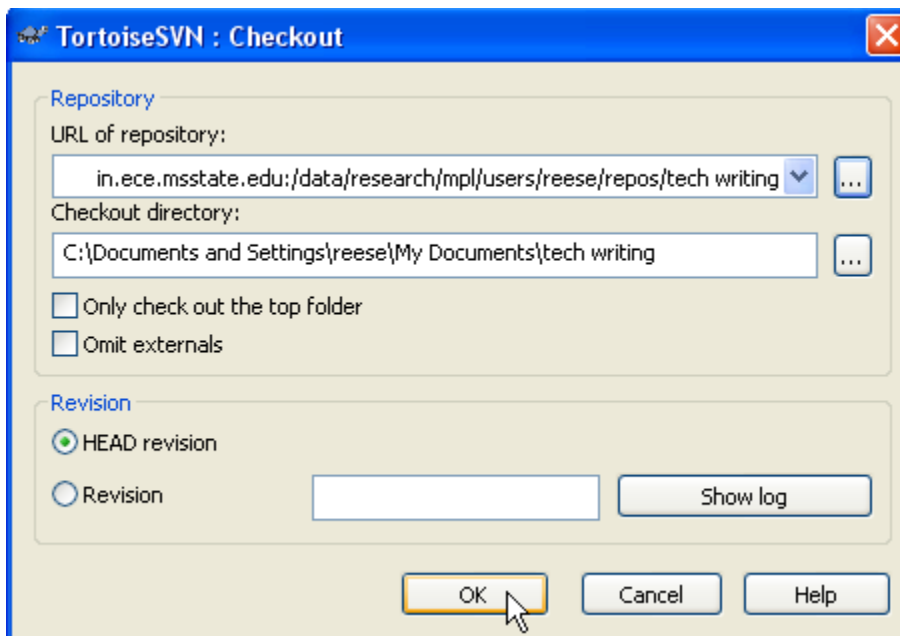 TortoiseSVN : Checkout
Repository
URL of repository:
in.ece.msstate.edu:/data/research/mpl/users/reese/repos/tech writing
...
Checkout directory:
C:\Documents and Settings\reese\My Documents\tech writing
...
Only check out the top folder
Omit externals
Revision
HEAD revision
Revision
Show log
OK
Cancel
Help